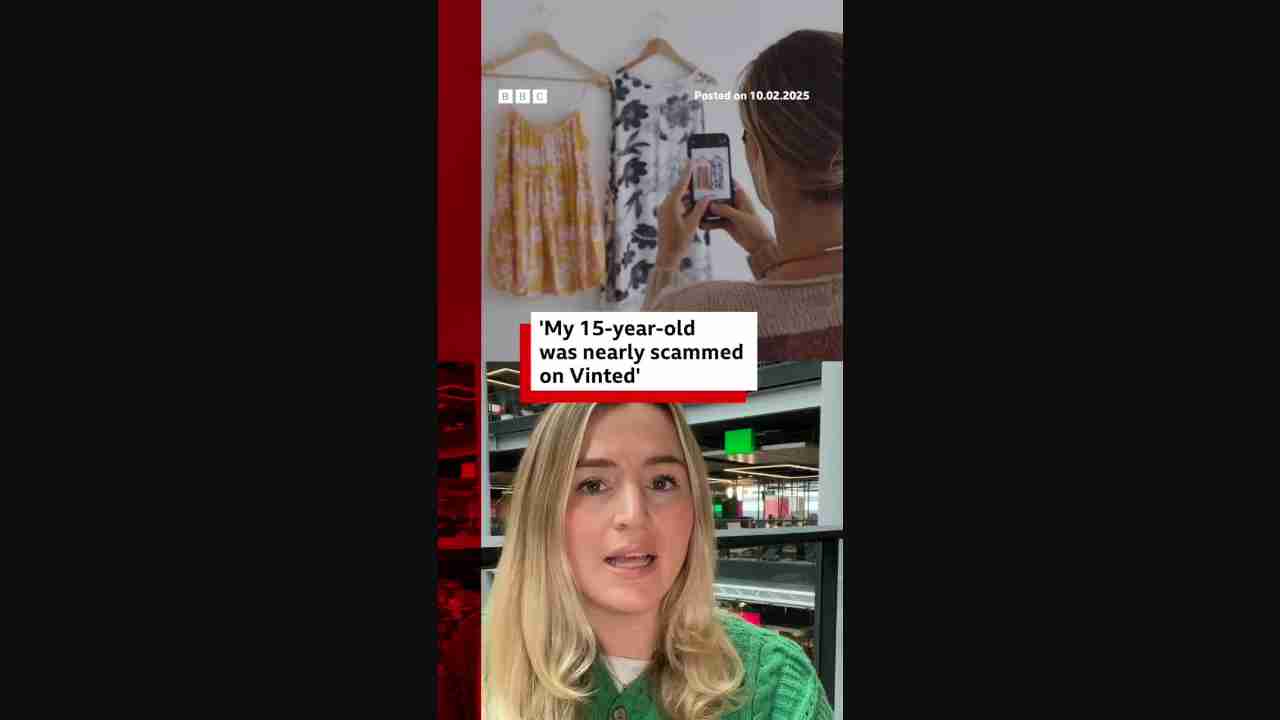 BBC
Posted on 10.02.2025
'My 15-year-old
was nearly scammed
on Vinted'